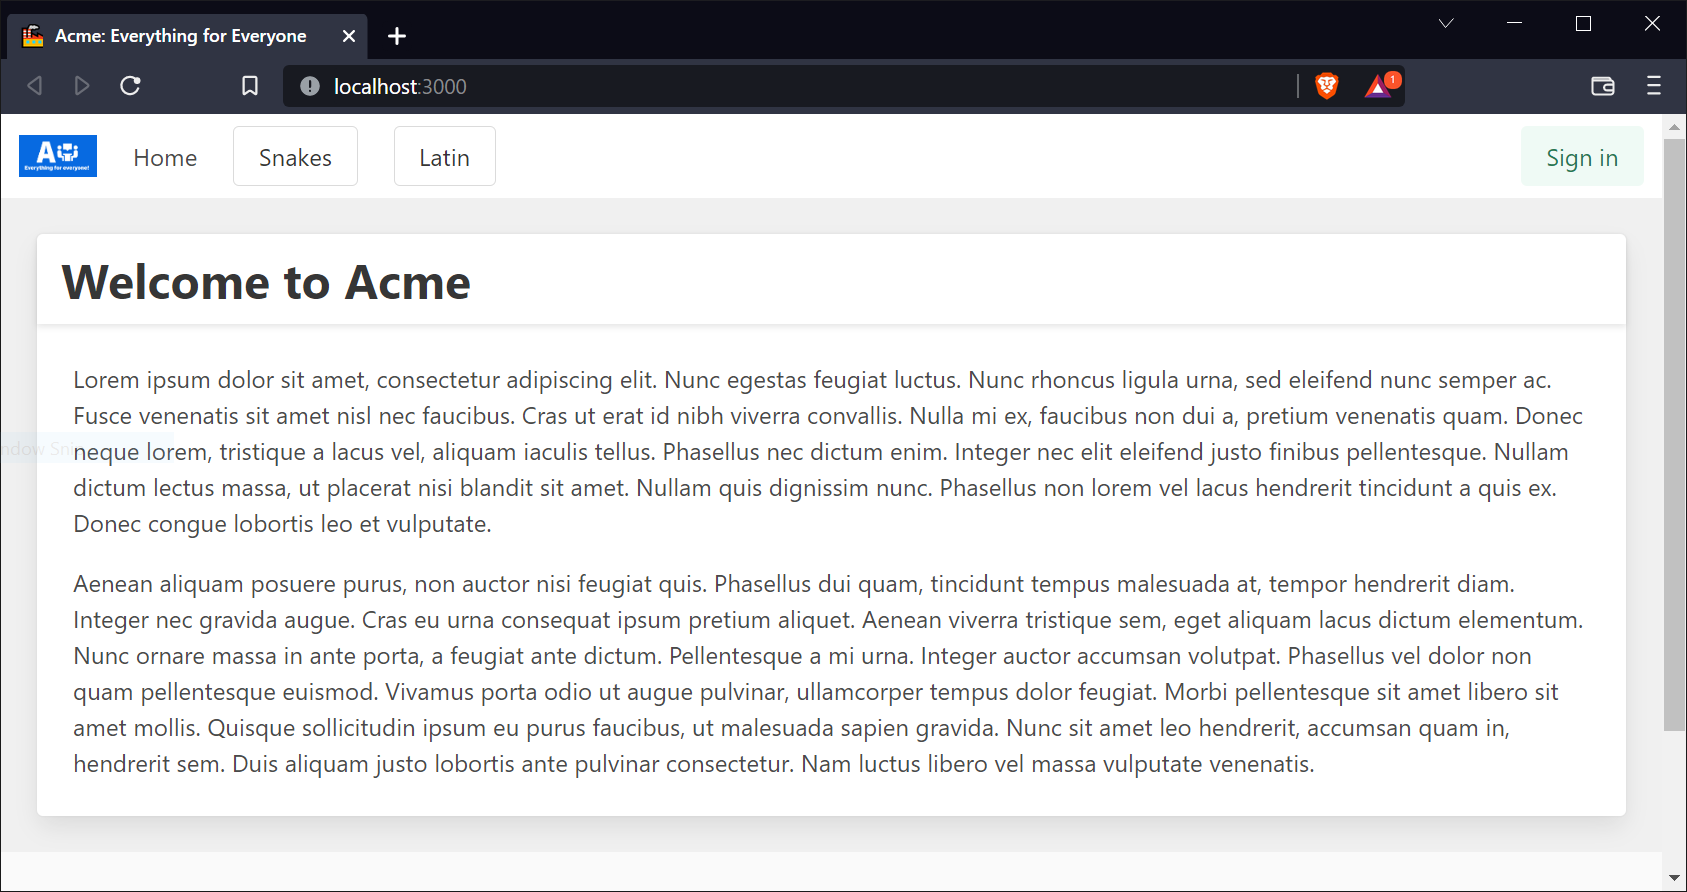 Acme: Everything for Everyone
localhost:3000
1
A
Everything for everyone!
Home
Snakes
Latin
Sign in
Welcome to Acme
Lorem ipsum dolor sit amet, consectetur adipiscing elit. Nunc egestas feugiat luctus. Nunc rhoncus ligula urna, sed eleifend nunc semper ac.
Fusce venenatis sit amet nisl nec faucibus. Cras ut erat id nibh viverra convallis. Nulla mi ex, faucibus non dui a, pretium venenatis quam. Donec
neque lorem, tristique a lacus vel, aliquam iaculis tellus. Phasellus nec dictum enim. Integer nec elit eleifend justo finibus pellentesque. Nullam
dictum lectus massa, ut placerat nisi blandit sit amet. Nullam quis dignissim nunc. Phasellus non lorem vel lacus hendrerit tincidunt a quis ex.
Donec congue lobortis leo et vulputate.
Aenean aliquam posuere purus, non auctor nisi feugiat quis. Phasellus dui quam, tincidunt tempus malesuada at, tempor hendrerit diam.
Integer nec gravida augue. Cras eu urna consequat ipsum pretium aliquet. Aenean viverra tristique sem, eget aliquam lacus dictum elementum.
Nunc ornare massa in ante porta, a feugiat ante dictum. Pellentesque a mi urna. Integer auctor accumsan volutpat. Phasellus vel dolor non
quam pellentesque euismod. Vivamus porta odio ut augue pulvinar, ullamcorper tempus dolor feugiat. Morbi pellentesque sit amet libero sit
amet mollis. Quisque sollicitudin ipsum eu purus faucibus, ut malesuada sapien gravida. Nunc sit amet leo hendrerit, accumsan quam in,
hendrerit sem. Duis aliquam justo lobortis ante pulvinar consectetur. Nam luctus libero vel massa vulputate venenatis.